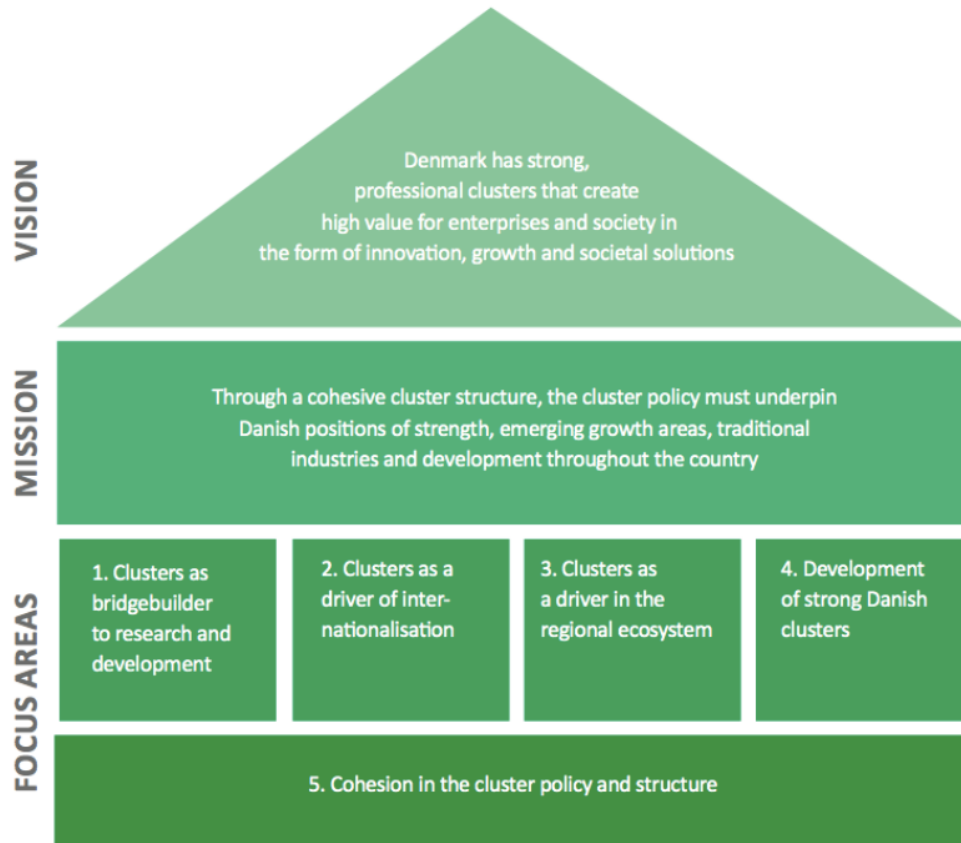 VISION
Denmark has strong,
professional clusters that create
high value for enterprises and society in
the form of innovation, growth and societal solutions
MISSION
Through a cohesive cluster structure, the cluster policy must underpin
Danish positions of strength, emerging growth areas, traditional
industries and development throughout the country
FOCUS AREAS
1. Clusters as
bridgebuilder
to research and
development
2. Clusters as a
driver of inter-
nationalisation
3. Clusters as
a driver in the
regional ecosystem
4. Development
of strong Danish
clusters
5. Cohesion in the cluster policy and structure